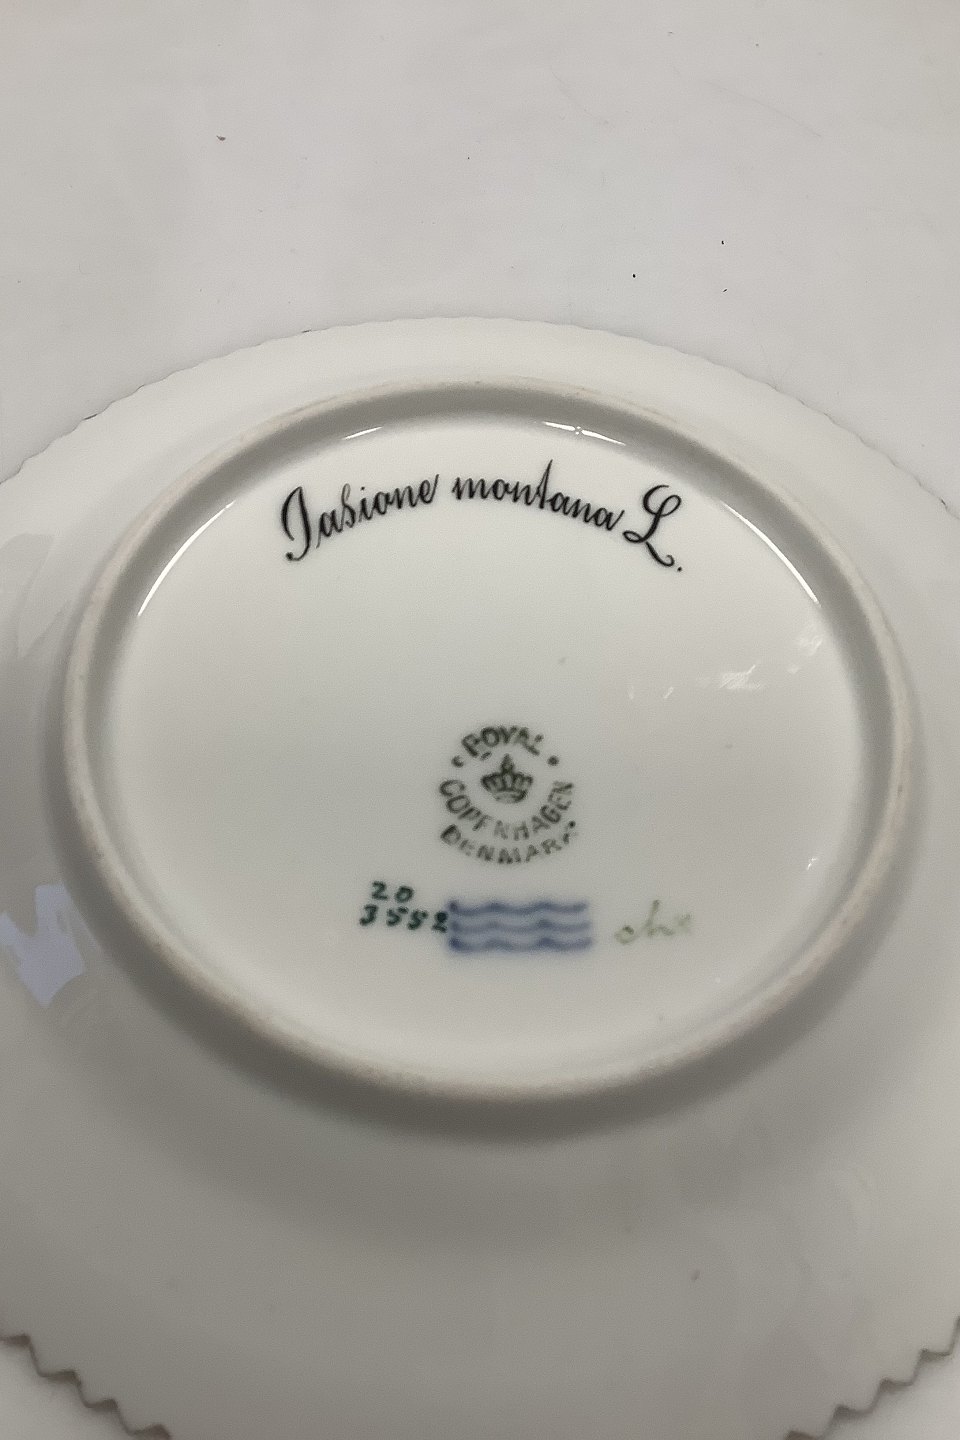 Jasione montana L.
ROYAL
COPENHAGEN
DENMARK
20
3552